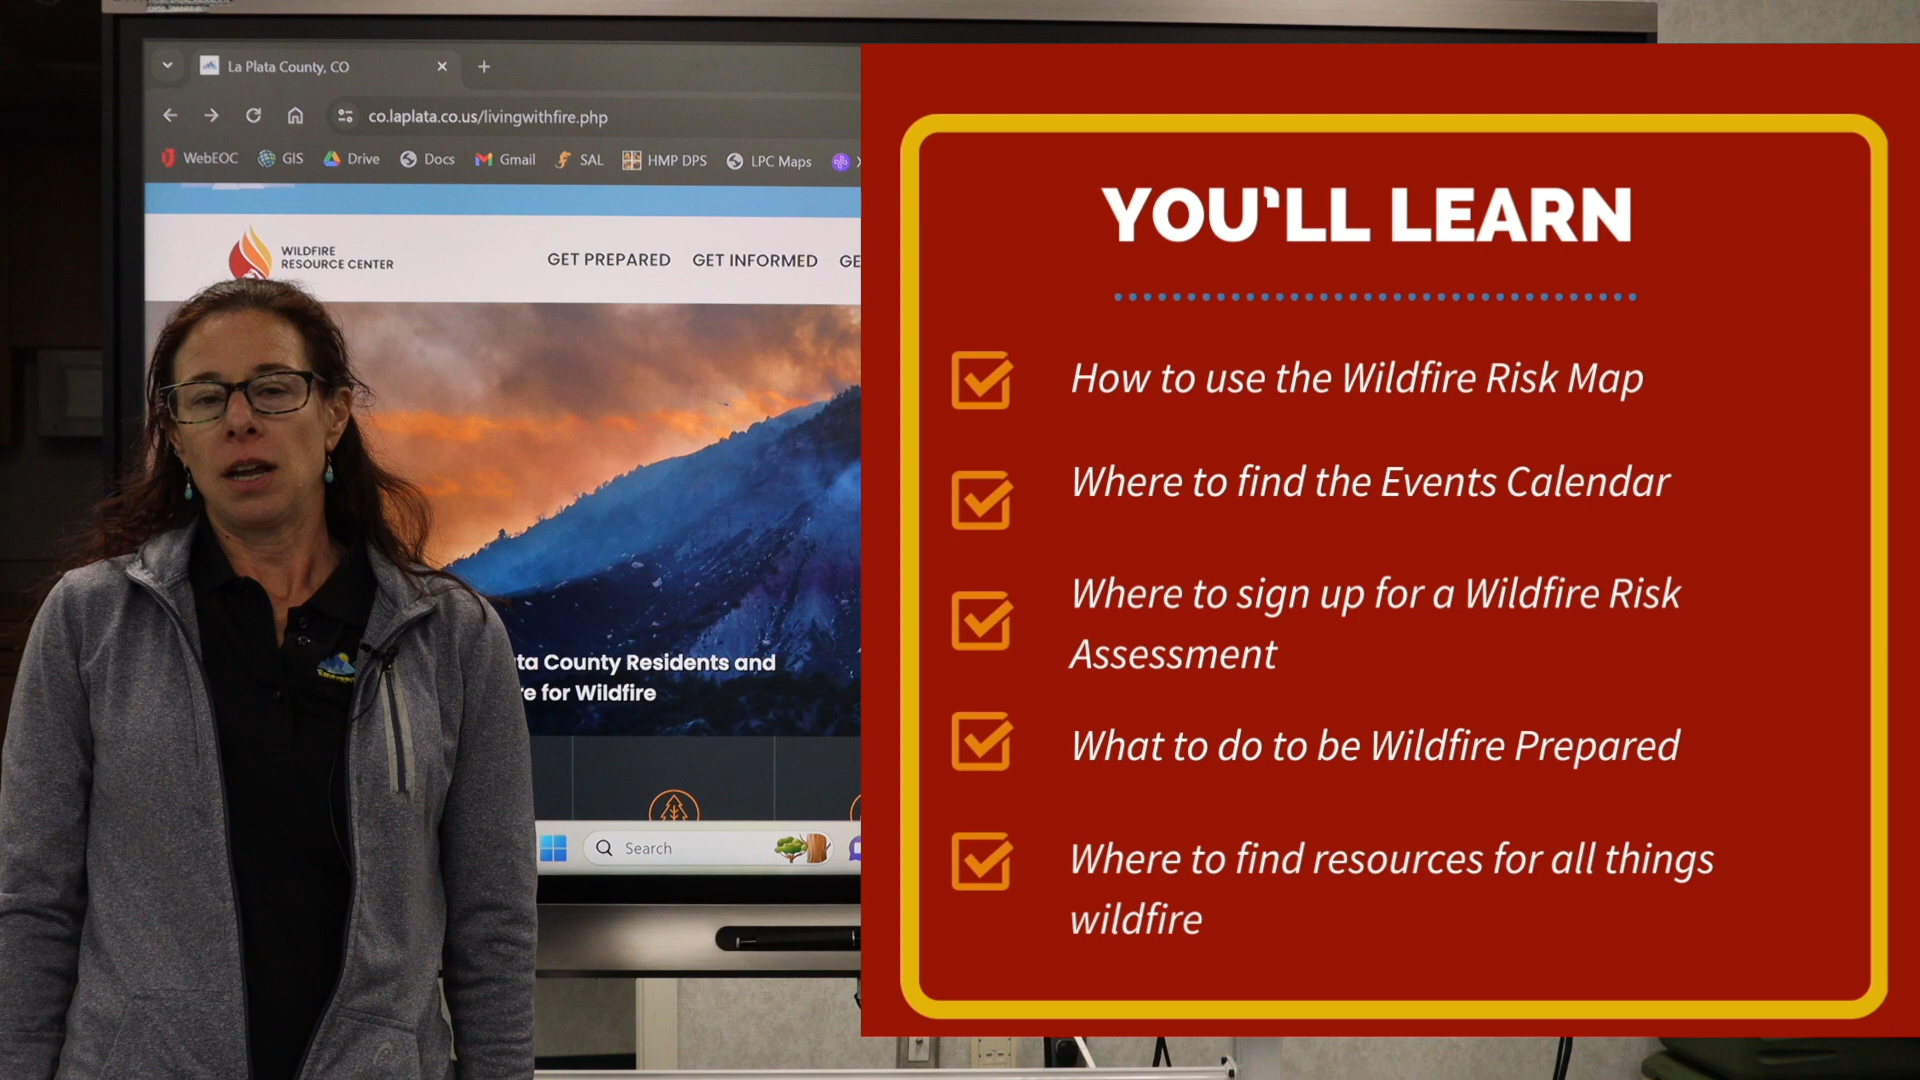 La Plata County, CO
co.laplata.co.us/livingwithfire.php
WebEOC GIS Drive Docs Gmail SAL HMP DPS LPC Maps
WILDFIRE
RESOURCE CENTER
GET PREPARED GET INFORMED GE
ta County Residents and
e for Wildfire
Search
YOU'LL LEARN
How to use the Wildfire Risk Map
Where to find the Events Calendar
Where to sign up for a Wildfire Risk
Assessment
What to do to be Wildfire Prepared
Where to find resources for all things
wildfire